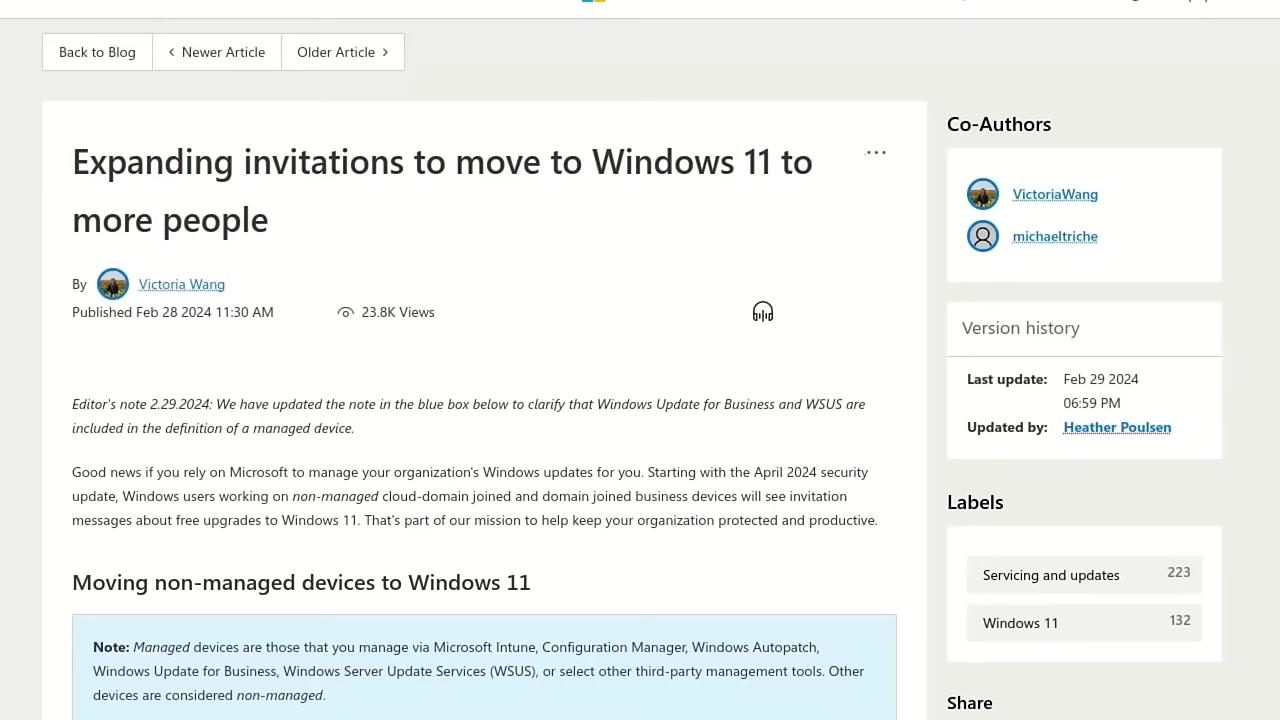 Back to Blog
Newer Article
Older Article
Expanding invitations to move to Windows 11 to
more people
By Victoria Wang
Published Feb 28 2024 11:30 AM
23.8K Views
Editor's note 2.29.2024: We have updated the note in the blue box below to clarify that Windows Update for Business and WSUS are
included in the definition of a managed device.
Good news if you rely on Microsoft to manage your organization's Windows updates for you. Starting with the April 2024 security
update, Windows users working on non-managed cloud-domain joined and domain joined business devices will see invitation
messages about free upgrades to Windows 11. That's part of our mission to help keep your organization protected and productive.
Moving non-managed devices to Windows 11
Note: Managed devices are those that you manage via Microsoft Intune, Configuration Manager, Windows Autopatch,
Windows Update for Business, Windows Server Update Services (WSUS), or select other third-party management tools. Other
devices are considered non-managed.
Co-Authors
VictoriaWang
michaeltriche
Version history
Last update: Feb 29 2024
06:59 PM
Updated by: Heather Poulsen
Labels
Servicing and updates 223
Windows 11 132
Share